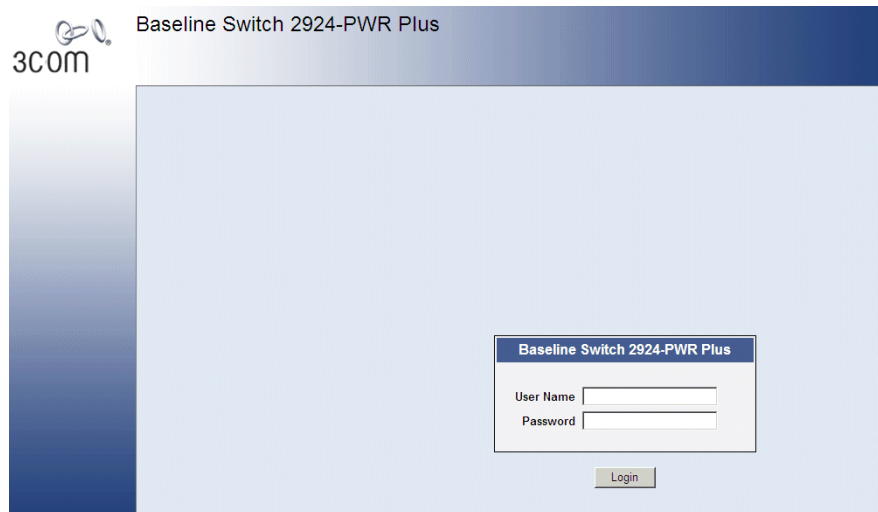 3COM
Baseline Switch 2924-PWR Plus
Baseline Switch 2924-PWR Plus
User Name
Password
Login